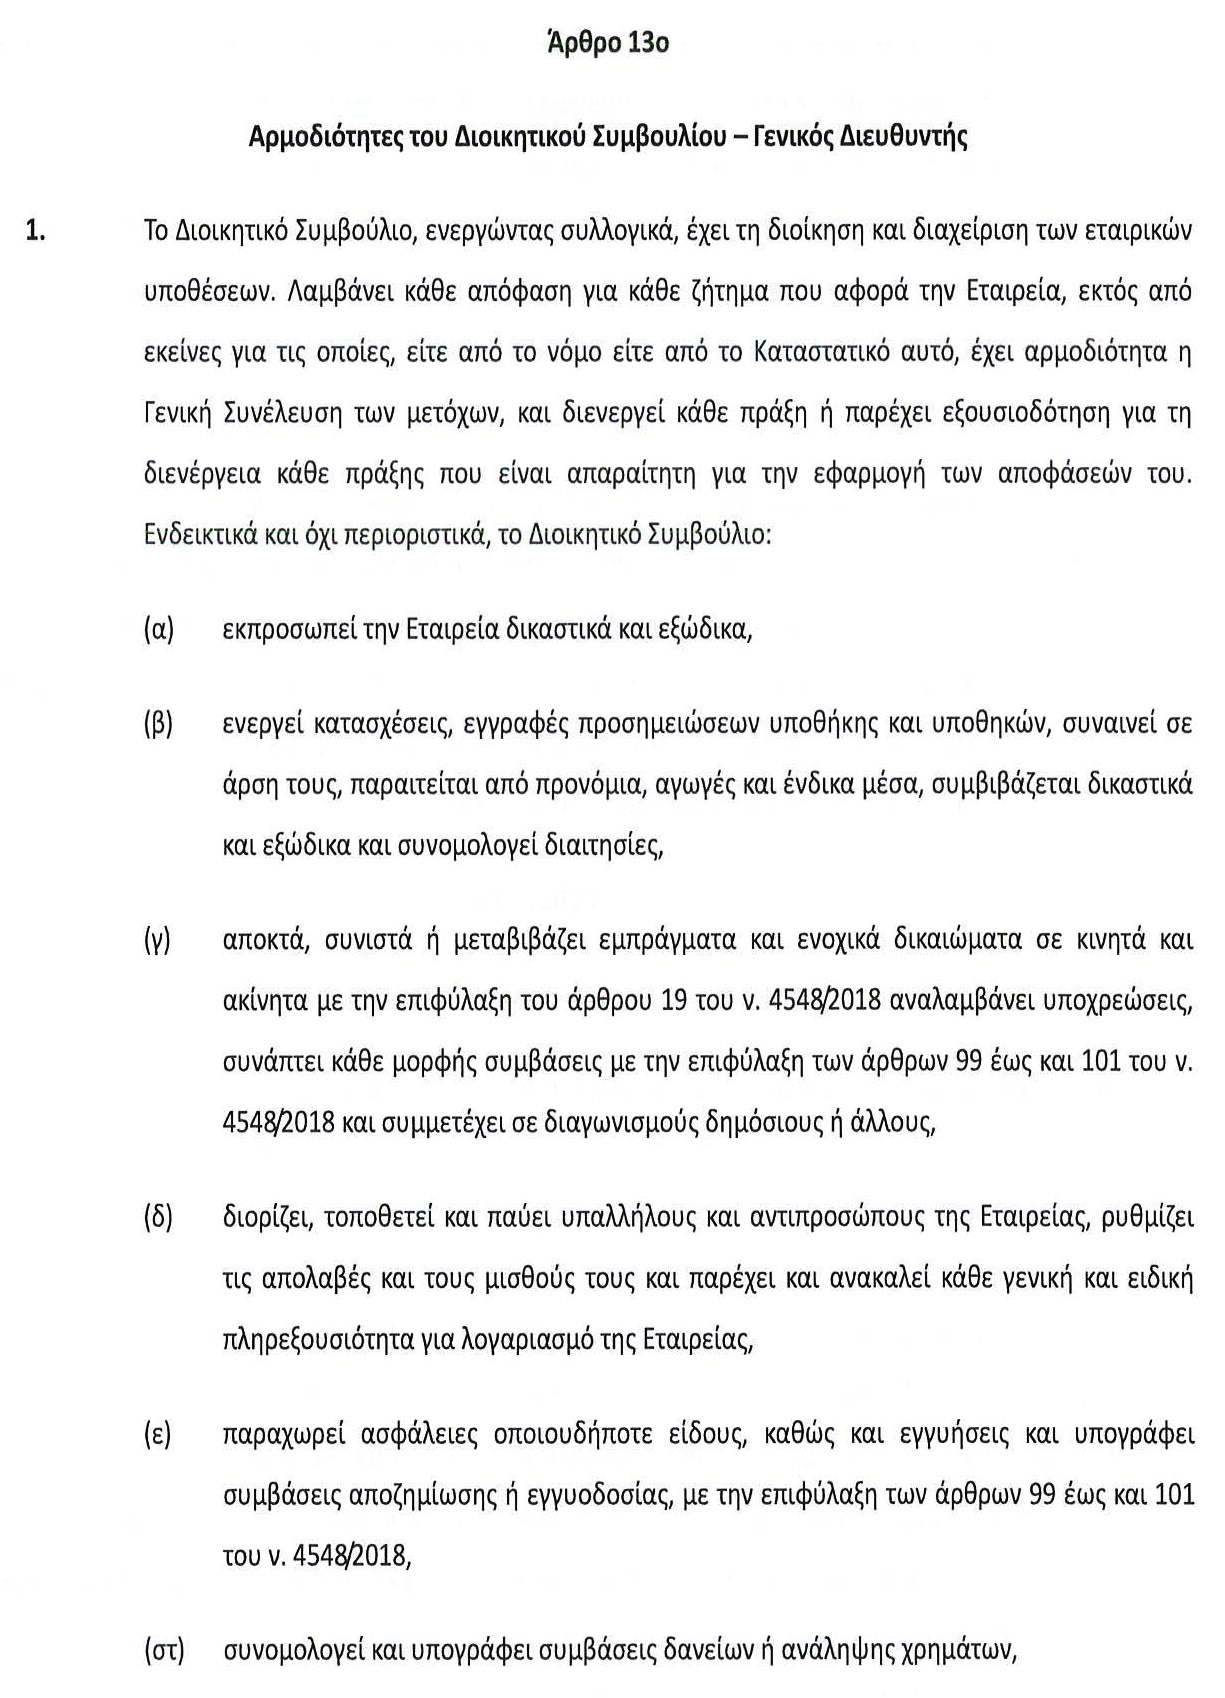 Άρθρο 13ο
Αρμοδιότητες του Διοικητικού Συμβουλίου – Γενικός Διευθυντής
1. Το Διοικητικό Συμβούλιο, ενεργώντας συλλογικά, έχει τη διοίκηση και διαχείριση των εταιρικών
υποθέσεων. Λαμβάνει κάθε απόφαση για κάθε ζήτημα που αφορά την Εταιρεία, εκτός από
εκείνες για τις οποίες, είτε από το νόμο είτε από το Καταστατικό αυτό, έχει αρμοδιότητα η
Γενική Συνέλευση των μετόχων, και διενεργεί κάθε πράξη ή παρέχει εξουσιοδότηση για τη
διενέργεια κάθε πράξης που είναι απαραίτητη για την εφαρμογή των αποφάσεών του.
Ενδεικτικά και όχι περιοριστικά, το Διοικητικό Συμβούλιο:
(α) εκπροσωπεί την Εταιρεία δικαστικά και εξώδικα,
(β) ενεργεί κατασχέσεις, εγγραφές προσημειώσεων υποθήκης και υποθηκών, συναινεί σε
άρση τους, παραιτείται από προνόμια, αγωγές και ένδικα μέσα, συμβιβάζεται δικαστικά
και εξώδικα και συνομολογεί διαιτησίες,
(γ) αποκτά, συνιστά ή μεταβιβάζει εμπράγματα και ενοχικά δικαιώματα σε κινητά και
ακίνητα με την επιφύλαξη του άρθρου 19 του ν. 4548/2018 αναλαμβάνει υποχρεώσεις,
συνάπτει κάθε μορφής συμβάσεις με την επιφύλαξη των άρθρων 99 έως και 101 του ν.
4548/2018 και συμμετέχει σε διαγωνισμούς δημόσιους ή άλλους,
(δ) διορίζει, τοποθετεί και παύει υπαλλήλους και αντιπροσώπους της Εταιρείας, ρυθμίζει
τις απολαβές και τους μισθούς τους και παρέχει και ανακαλεί κάθε γενική και ειδική
πληρεξουσιότητα για λογαριασμό της Εταιρείας,
(ε) παραχωρεί ασφάλειες οποιουδήποτε είδους, καθώς και εγγυήσεις και υπογράφει
συμβάσεις αποζημίωσης ή εγγυοδοσίας, με την επιφύλαξη των άρθρων 99 έως και 101
του ν. 4548/2018,
(στ) συνομολογεί και υπογράφει συμβάσεις δανείων ή ανάληψης χρημάτων,